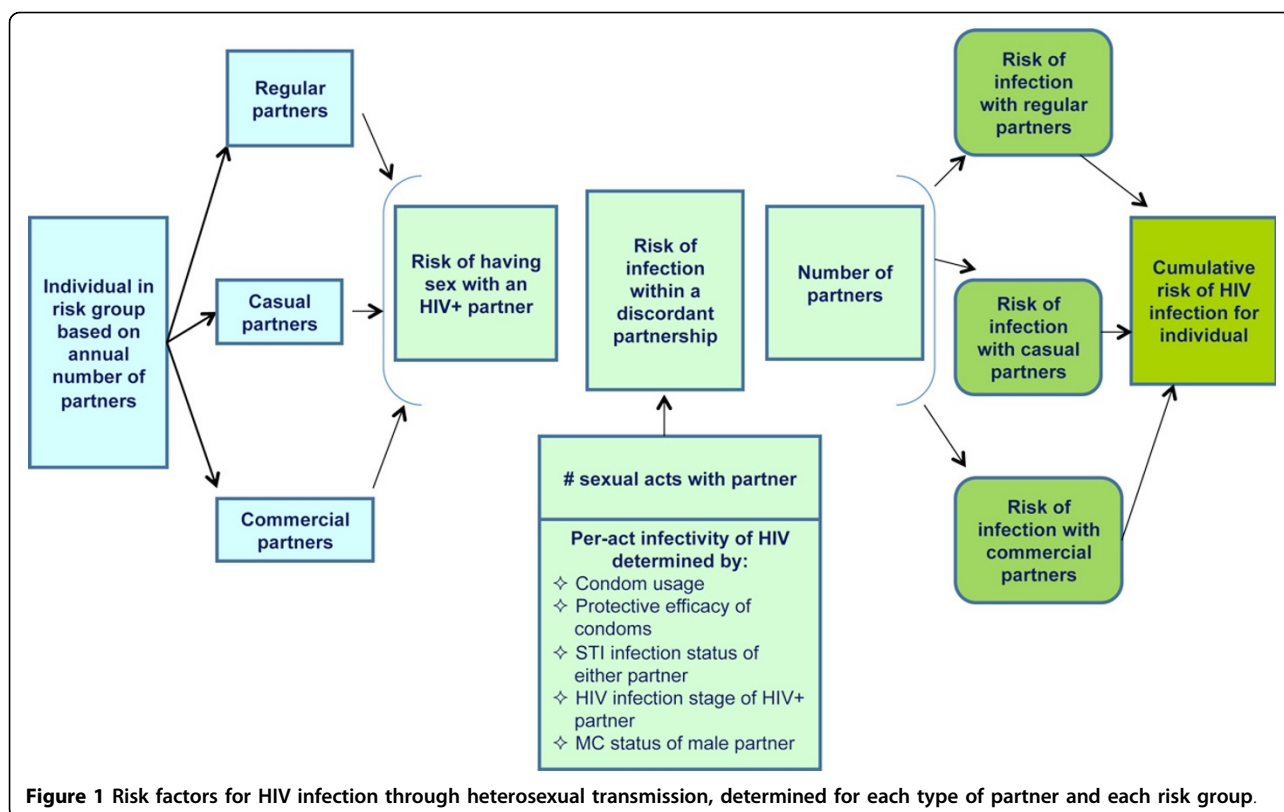 Individual in
risk group
based on
annual
number of
partners
Regular
partners
Casual
partners
Commercial
partners
Risk of having
sex with an
HIV+ partner
Risk of
infection
within a
discordant
partnership
Number of
partners
# sexual acts with partner
Per-act infectivity of HIV
determined by:
✧ Condom usage
✧ Protective efficacy of
condoms
✧ STI infection status of
either partner
✧ HIV infection stage of HIV+
partner
✧ MC status of male partner
Risk of
infection
with regular
partners
Risk of
infection
with casual
partners
Risk of
infection with
commercial
partners
Cumulative
risk of HIV
infection for
individual
Figure 1 Risk factors for HIV infection through heterosexual transmission, determined for each type of partner and each risk group.